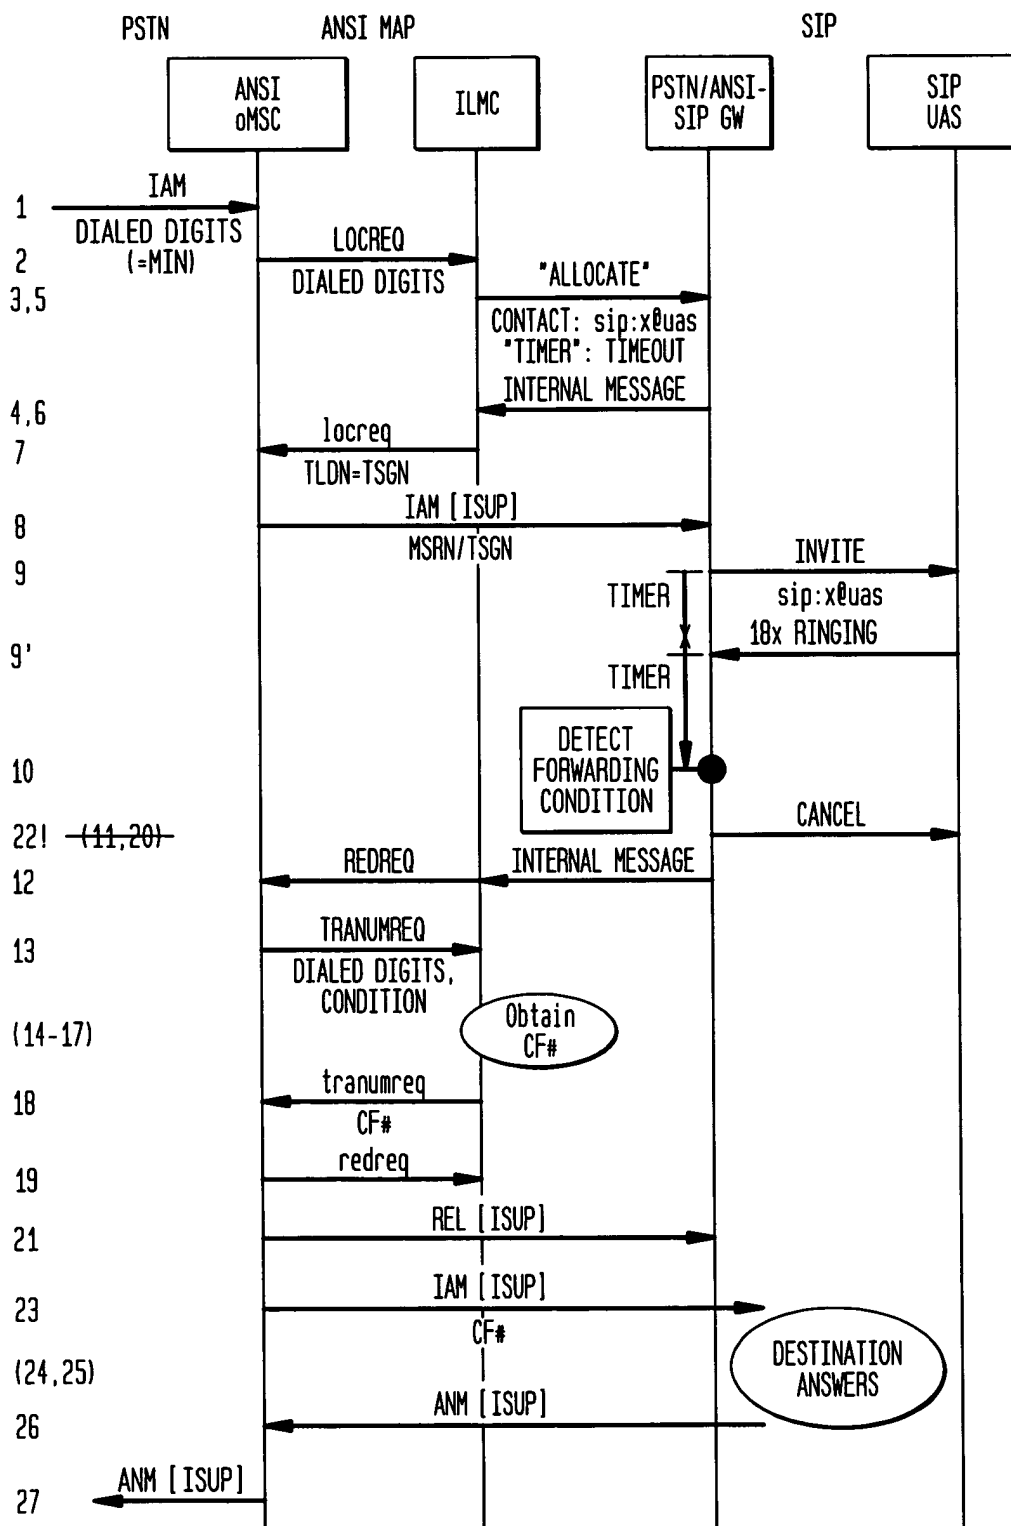 PSTN
ANSI MAP
SIP
ANSI
oMSC
ILMC
PSTN/ANSI-
SIP GW
SIP
UAS
1
IAM
DIALED DIGITS
(=MIN)
2
LOCREQ
DIALED DIGITS
3,5
"ALLOCATE"
CONTACT: sip:x@uas
"TIMER": TIMEOUT
4,6
INTERNAL MESSAGE
7
locreq
TLDN=TSGN
8
IAM [ISUP]
MSRN/TSGN
9
INVITE
sip:x@uas
TIMER
9'
18x RINGING
TIMER
10
DETECT
FORWARDING
CONDITION
22! (11,20)
CANCEL
12
REDREQ
INTERNAL MESSAGE
13
TRANUMREQ
DIALED DIGITS,
CONDITION
(14-17)
Obtain
CF#
18
tranumreq
CF#
19
redreq
21
REL [ISUP]
23
IAM [ISUP]
CF#
(24,25)
DESTINATION
ANSWERS
26
ANM [ISUP]
27
ANM [ISUP]